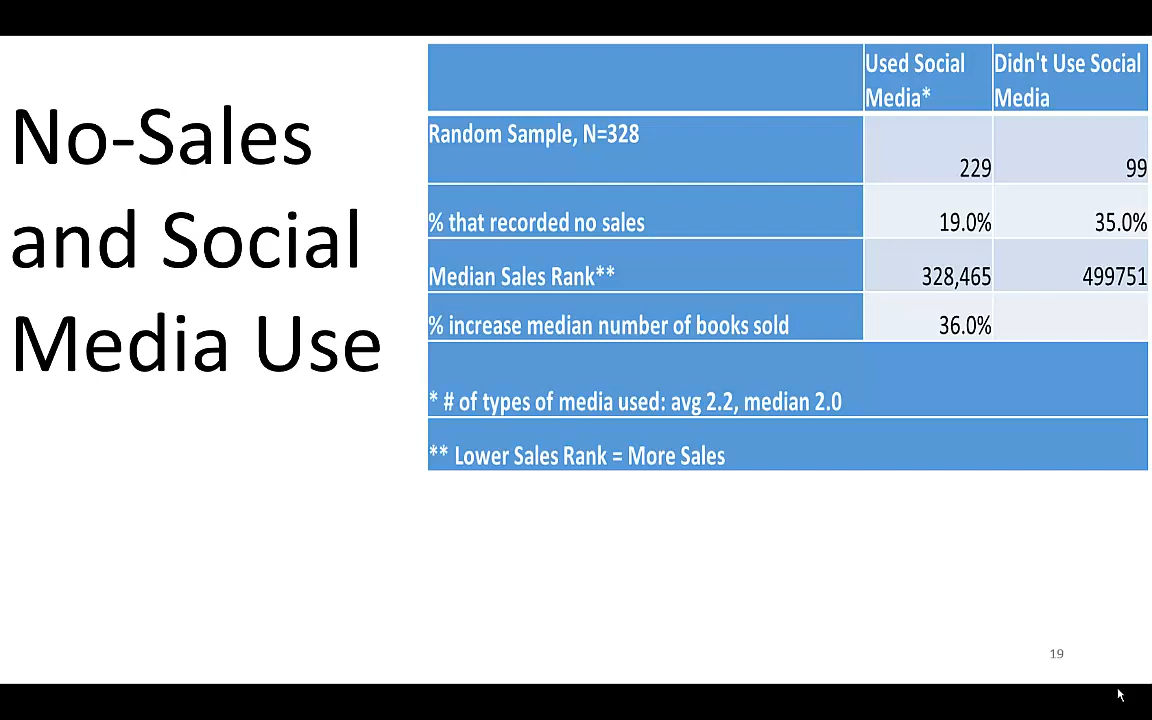 No-Sales
and Social
Media Use
Used Social
Media*
Didn't Use Social
Media
Random Sample, N=328
229
99
% that recorded no sales
19.0%
35.0%
Median Sales Rank**
328,465
499751
% increase median number of books sold
36.0%
* # of types of media used: avg 2.2, median 2.0
** Lower Sales Rank = More Sales
19